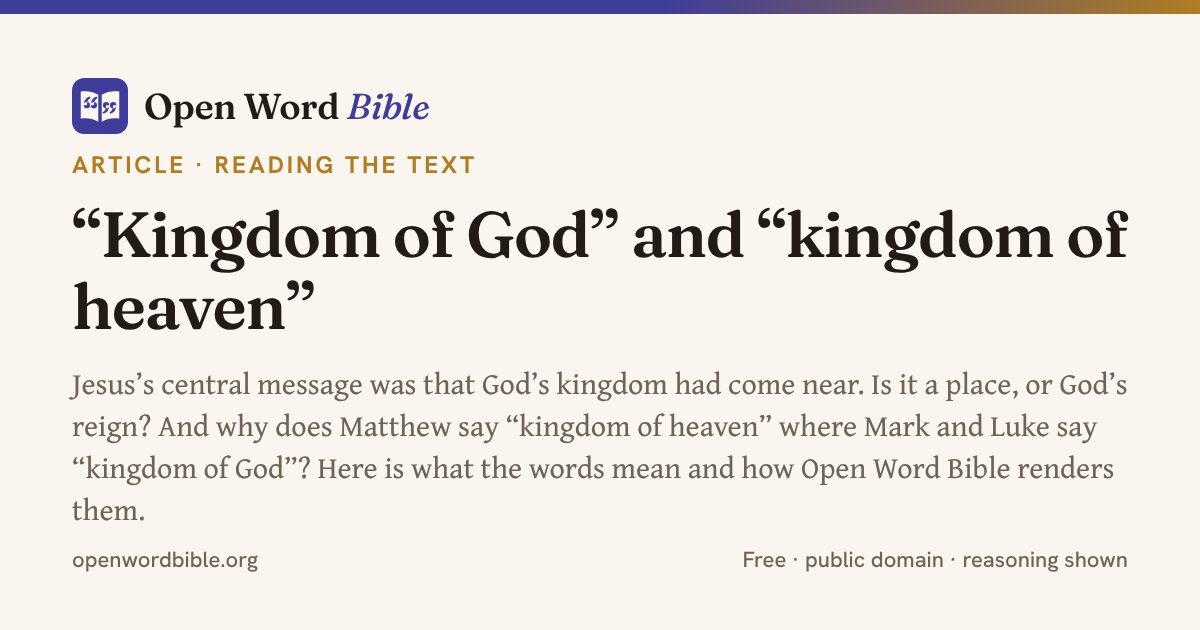 Open Word Bible
ARTICLE · READING THE TEXT
“Kingdom of God” and “kingdom of
heaven”
Jesus’s central message was that God’s kingdom had come near. Is it a place, or God’s
reign? And why does Matthew say “kingdom of heaven” where Mark and Luke say
“kingdom of God”? Here is what the words mean and how Open Word Bible renders
them.
openwordbible.org
Free · public domain · reasoning shown